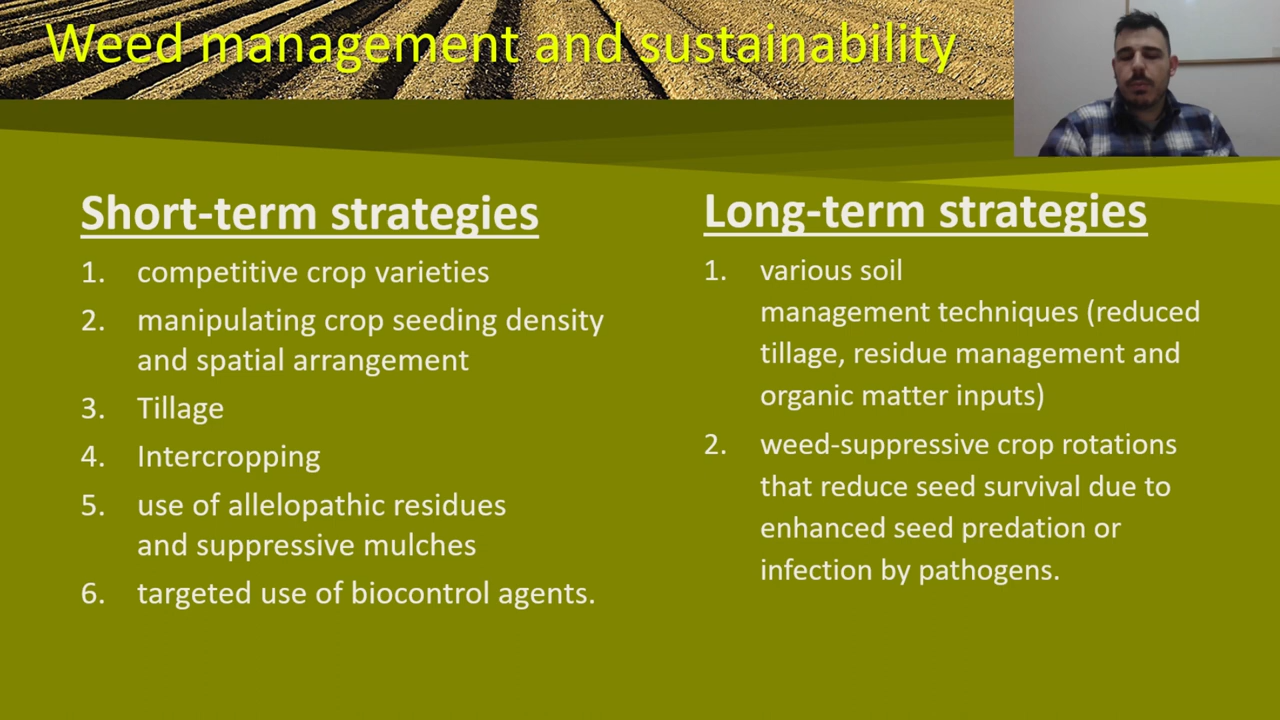 Weed management and sustainability
Short-term strategies
1. competitive crop varieties
2. manipulating crop seeding density
and spatial arrangement
3. Tillage
4. Intercropping
5. use of allelopathic residues
and suppressive mulches
6. targeted use of biocontrol agents.
Long-term strategies
1. various soil
management techniques (reduced
tillage, residue management and
organic matter inputs)
2. weed-suppressive crop rotations
that reduce seed survival due to
enhanced seed predation or
infection by pathogens.